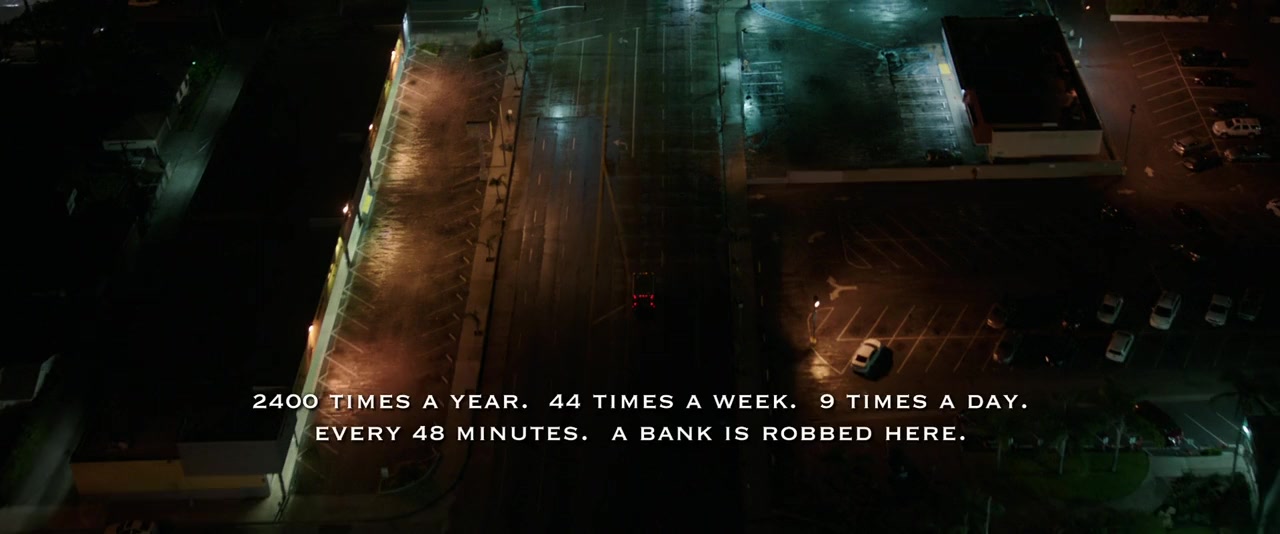 2400 TIMES A YEAR.  44 TIMES A WEEK.  9 TIMES A DAY.
EVERY 48 MINUTES.  A BANK IS ROBBED HERE.